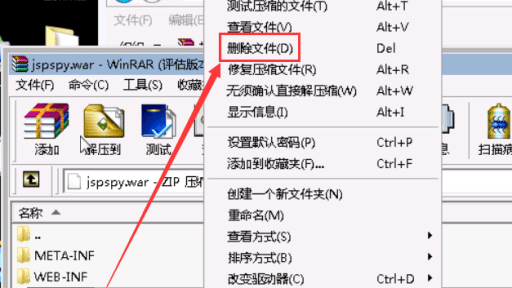 文件(F) 编辑(E)
jspspy.war - WinRAR (评估版本
文件(F) 命令(C) 工具(S) 收藏
添加 解压到 测试
jspspy.war - ZIP 压缩
名称
..
META-INF
WEB-INF
测试压缩的文件(T) Alt+T
查看文件(V) Alt+V
删除文件(D) Del
修复压缩文件(R) Alt+R
无须确认直接解压缩(W) Alt+W
显示信息(I) Alt+I
设置默认密码(P) Ctrl+P
添加到收藏夹(F)... Ctrl+F
创建一个新文件夹(N)
重命名(M)
查看方式(S)
排序方式(B)
改变驱动器(C) Ctrl+D
息 扫描病